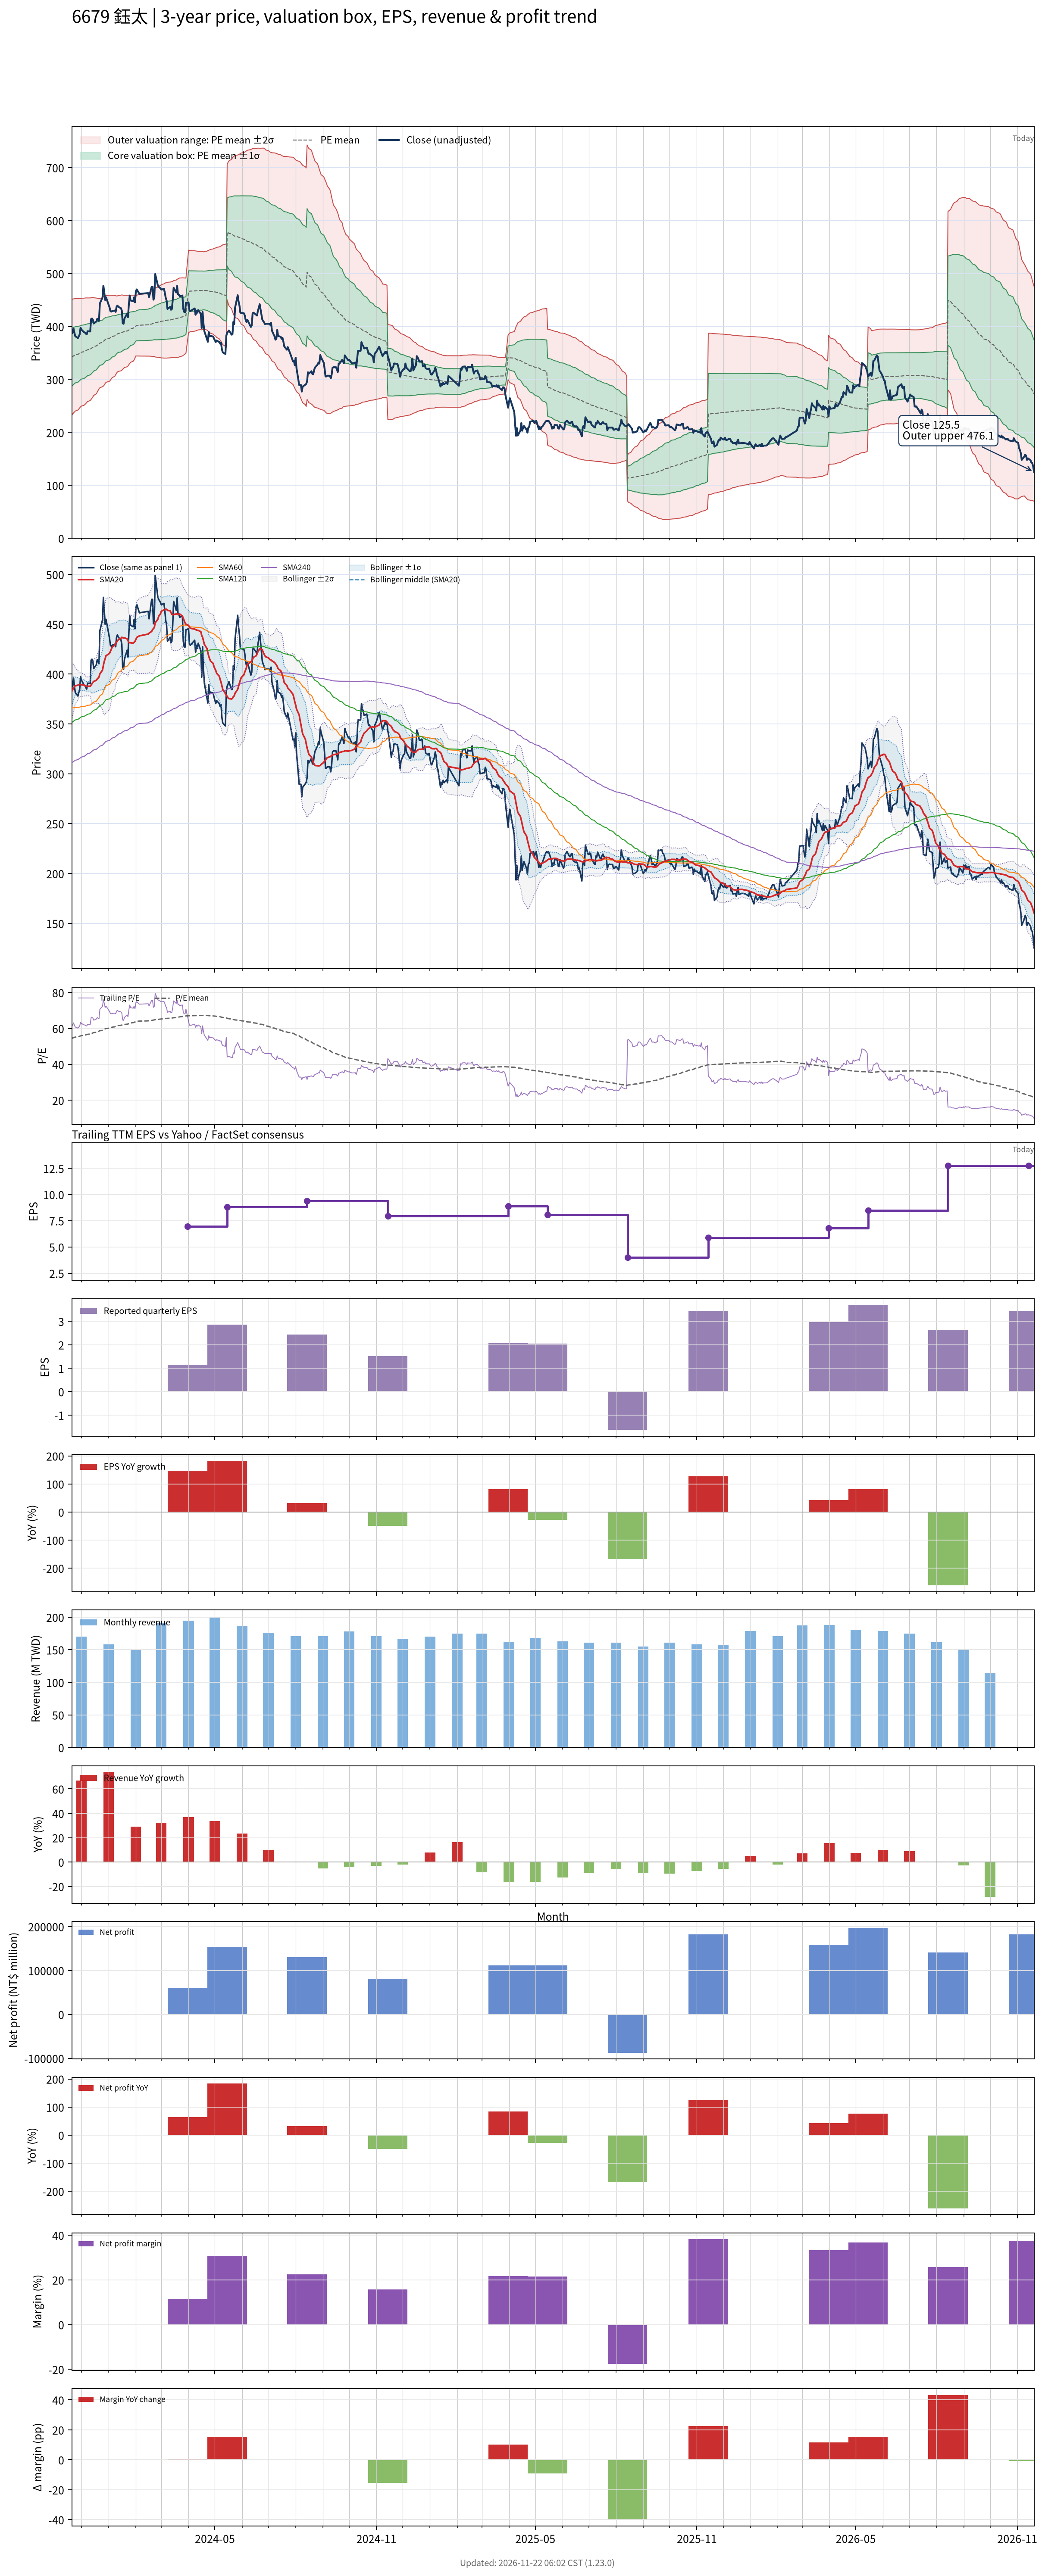 6679 鈺太 | 3-year price, valuation box, EPS, revenue & profit trend
Outer valuation range: PE mean ±2σ
PE mean
Close (unadjusted)
Core valuation box: PE mean ±1σ
Today
700
600
500
400
300
200
100
0
Price (TWD)
Close 125.5
Outer upper 476.1
Close (same as panel 1)
SMA60
SMA240
Bollinger ±1σ
SMA20
SMA120
Bollinger ±2σ
Bollinger middle (SMA20)
500
450
400
350
300
250
200
150
Price
Trailing P/E
P/E mean
80
60
40
20
P/E
Trailing TTM EPS vs Yahoo / FactSet consensus
Today
12.5
10.0
7.5
5.0
2.5
EPS
Reported quarterly EPS
3
2
1
0
-1
EPS
EPS YoY growth
200
100
0
-100
-200
YoY (%)
Monthly revenue
200
150
100
50
0
Revenue (M TWD)
Revenue YoY growth
60
40
20
0
-20
YoY (%)
Month
Net profit
200000
100000
0
-100000
Net profit (NT$ million)
Net profit YoY
200
100
0
-100
-200
YoY (%)
Net profit margin
40
20
0
-20
Margin (%)
Margin YoY change
40
20
0
-20
-40
Δ margin (pp)
2024-05
2024-11
2025-05
2025-11
2026-05
2026-11
Updated: 2026-11-22 06:02 CST (1.23.0)